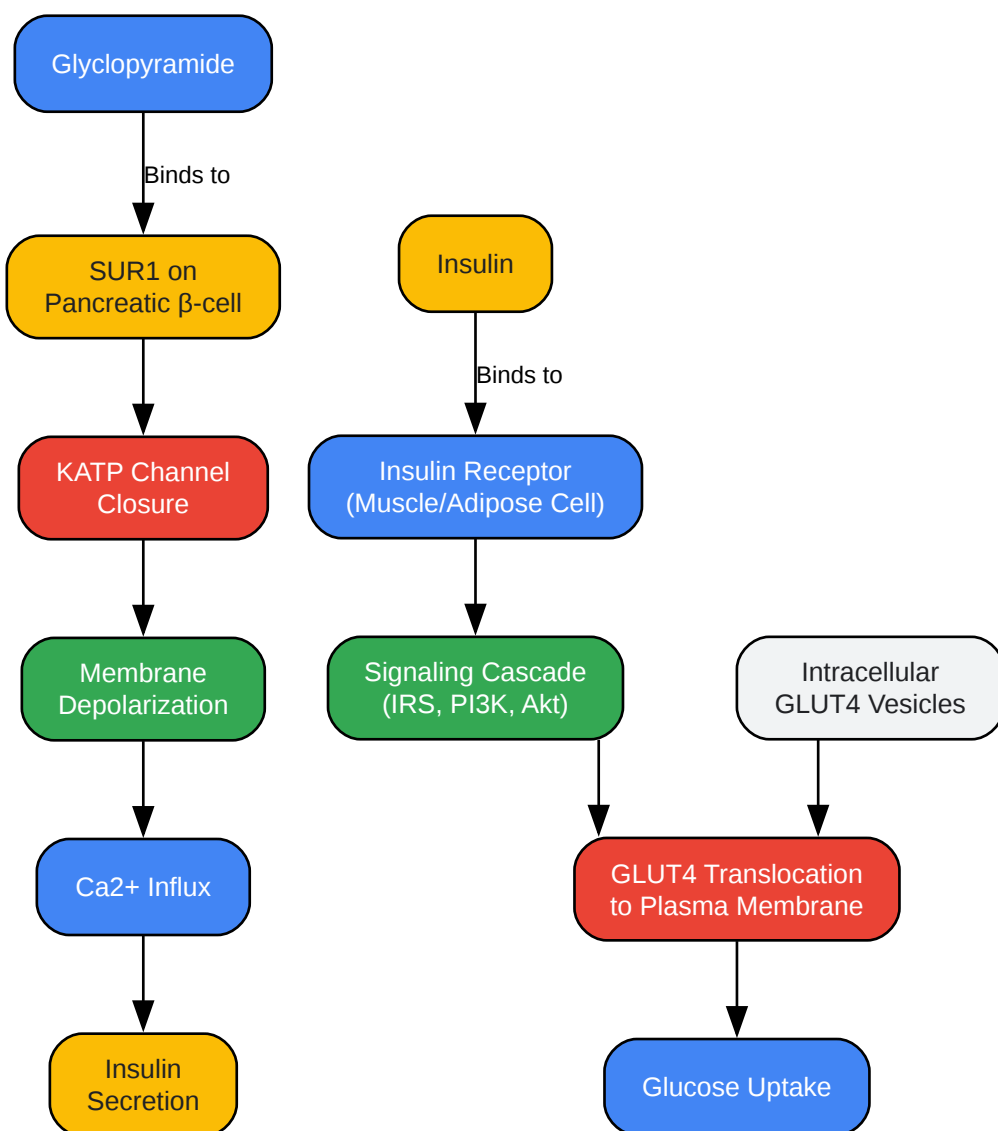 Glyclopyramide
Binds to
SUR1 on
Pancreatic β-cell
KATP Channel
Closure
Membrane
Depolarization
Ca2+ Influx
Insulin
Secretion
Insulin
Binds to
Insulin Receptor
(Muscle/Adipose Cell)
Signaling Cascade
(IRS, PI3K, Akt)
Intracellular
GLUT4 Vesicles
GLUT4 Translocation
to Plasma Membrane
Glucose Uptake